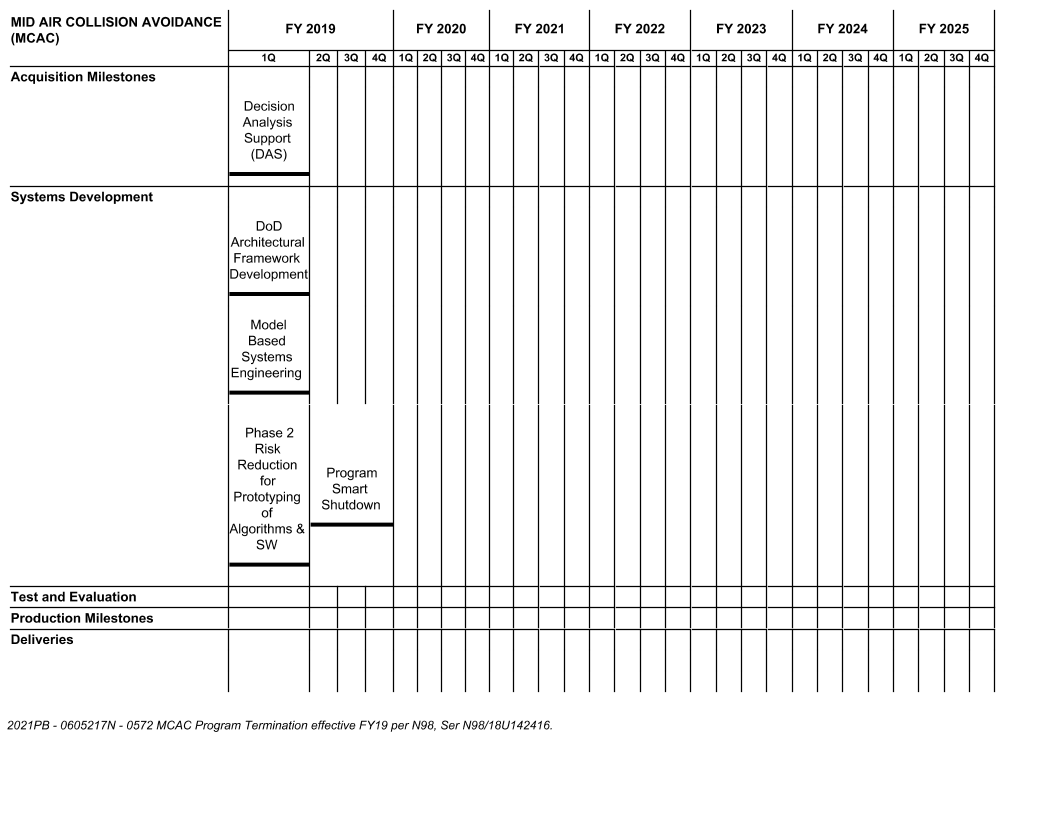 MID AIR COLLISION AVOIDANCE
(MCAC)
FY 2019 FY 2020 FY 2021 FY 2022 FY 2023 FY 2024 FY 2025
1Q 2Q 3Q 4Q 1Q 2Q 3Q 4Q 1Q 2Q 3Q 4Q 1Q 2Q 3Q 4Q 1Q 2Q 3Q 4Q 1Q 2Q 3Q 4Q 1Q 2Q 3Q 4Q
Acquisition Milestones
Decision
Analysis
Support
(DAS)
Systems Development
DoD
Architectural
Framework
Development
Model
Based
Systems
Engineering
Phase 2
Risk
Reduction
for
Prototyping
of
Algorithms &
SW
Program
Smart
Shutdown
Test and Evaluation
Production Milestones
Deliveries
2021PB - 0605217N - 0572 MCAC Program Termination effective FY19 per N98, Ser N98/18U142416.